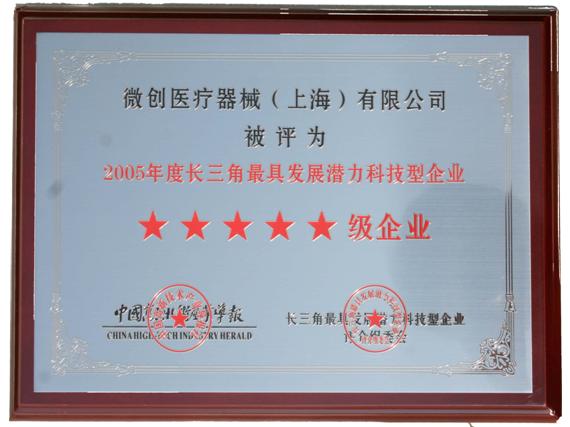 微创医疗器械（上海）有限公司
被评为
2005年度长三角最具发展潜力科技型企业
★★★★★级企业
中国高新技术产业导报
CHINA HIGH-TECH INDUSTRY HERALD
长三角最具发展潜力科技型企业
评介组委会